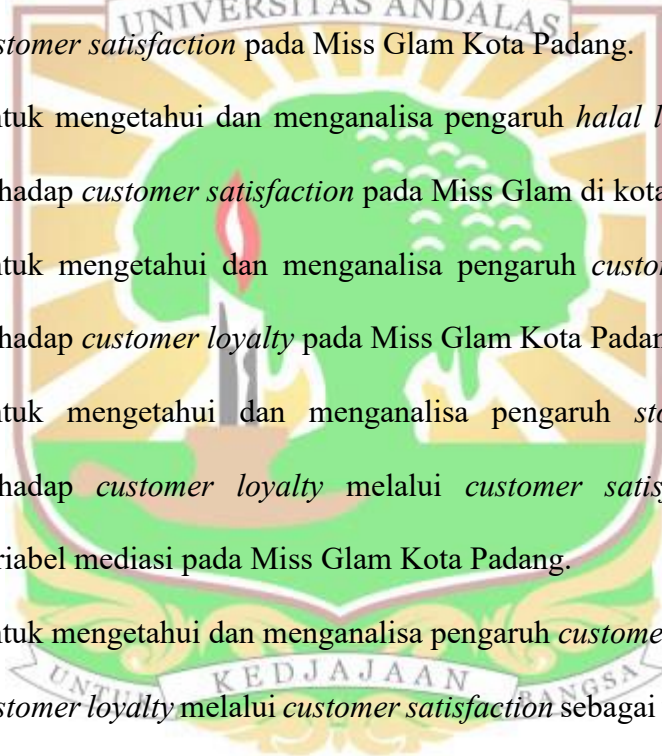 UNIVERSITAS ANDALAS
stomer satisfaction pada Miss Glam Kota Padang.
tuk mengetahui dan menganalisa pengaruh halal l
hadap customer satisfaction pada Miss Glam di kota
tuk mengetahui dan menganalisa pengaruh custo
hadap customer loyalty pada Miss Glam Kota Padan
tuk mengetahui dan menganalisa pengaruh sto
hadap customer loyalty melalui customer satisf
riabel mediasi pada Miss Glam Kota Padang.
tuk mengetahui dan menganalisa pengaruh custome
UNTUK KEDJAJAAN BANGSA
stomer loyalty melalui customer satisfaction sebagai